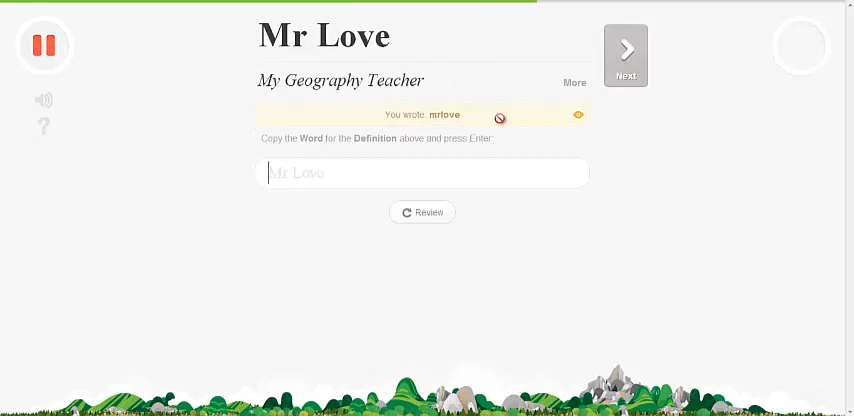 Mr Love
My Geography Teacher
More
Next
You wrote. mrlove
Copy the Word for the Definition above and press Enter:
Mr Love
Review